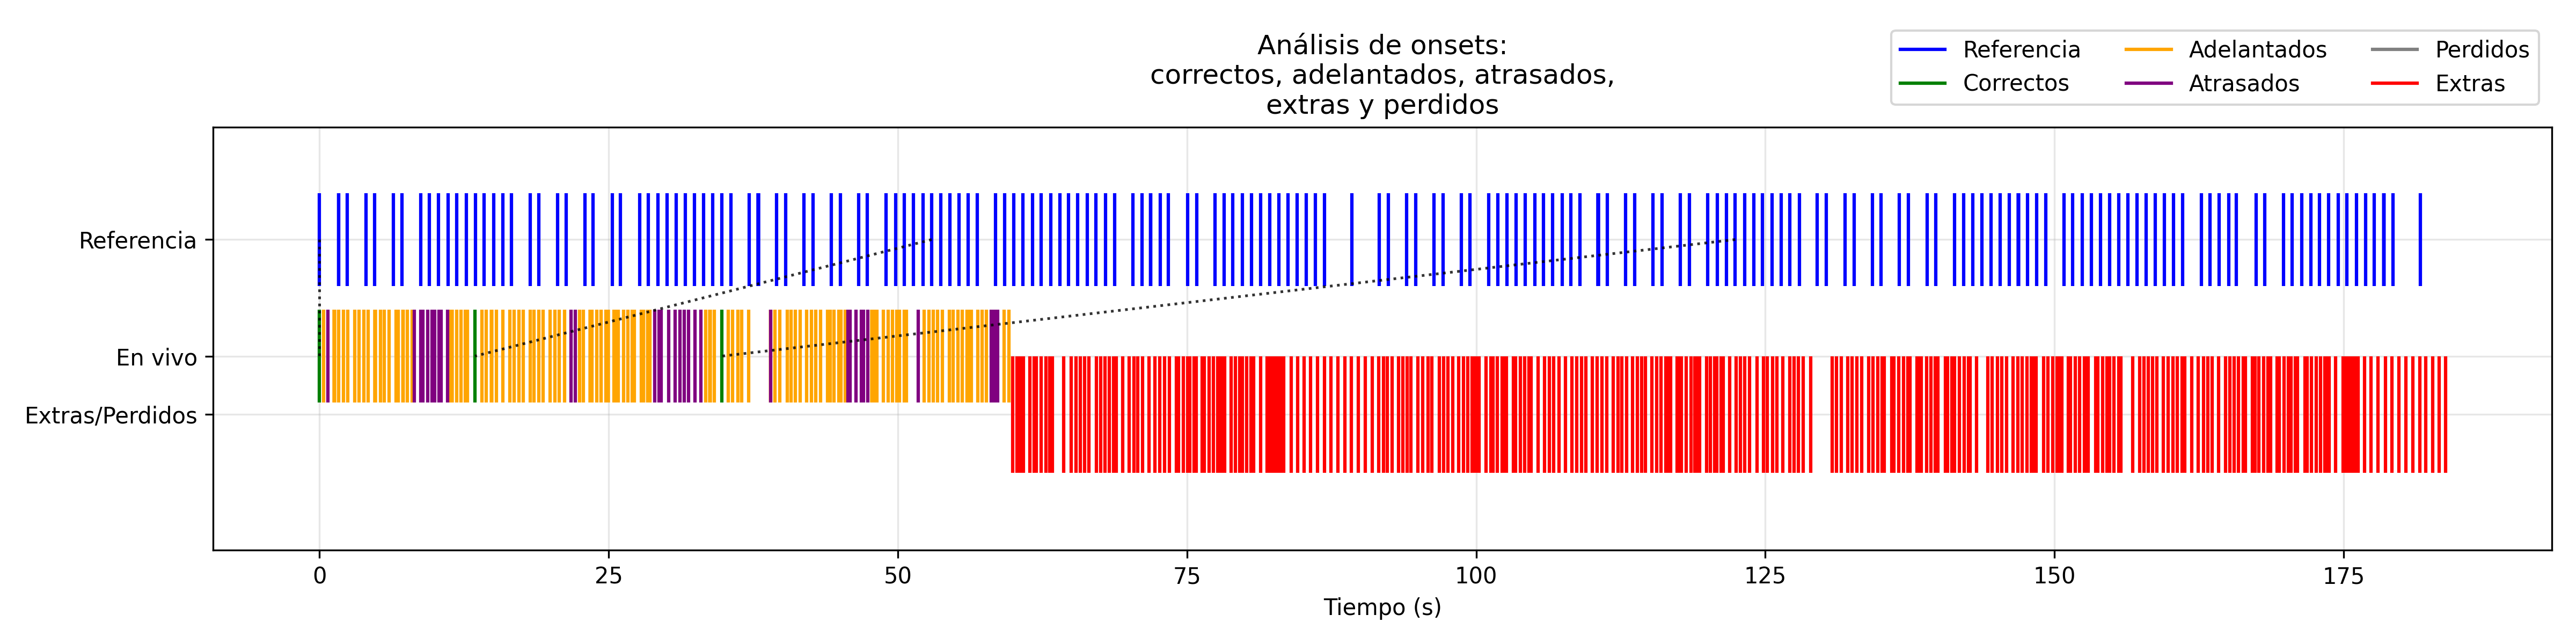 Análisis de onsets:
correctos, adelantados, atrasados,
extras y perdidos
Referencia
Correctos
Adelantados
Atrasados
Perdidos
Extras
Referencia
En vivo
Extras/Perdidos
0
25
50
75
100
125
150
175
Tiempo (s)